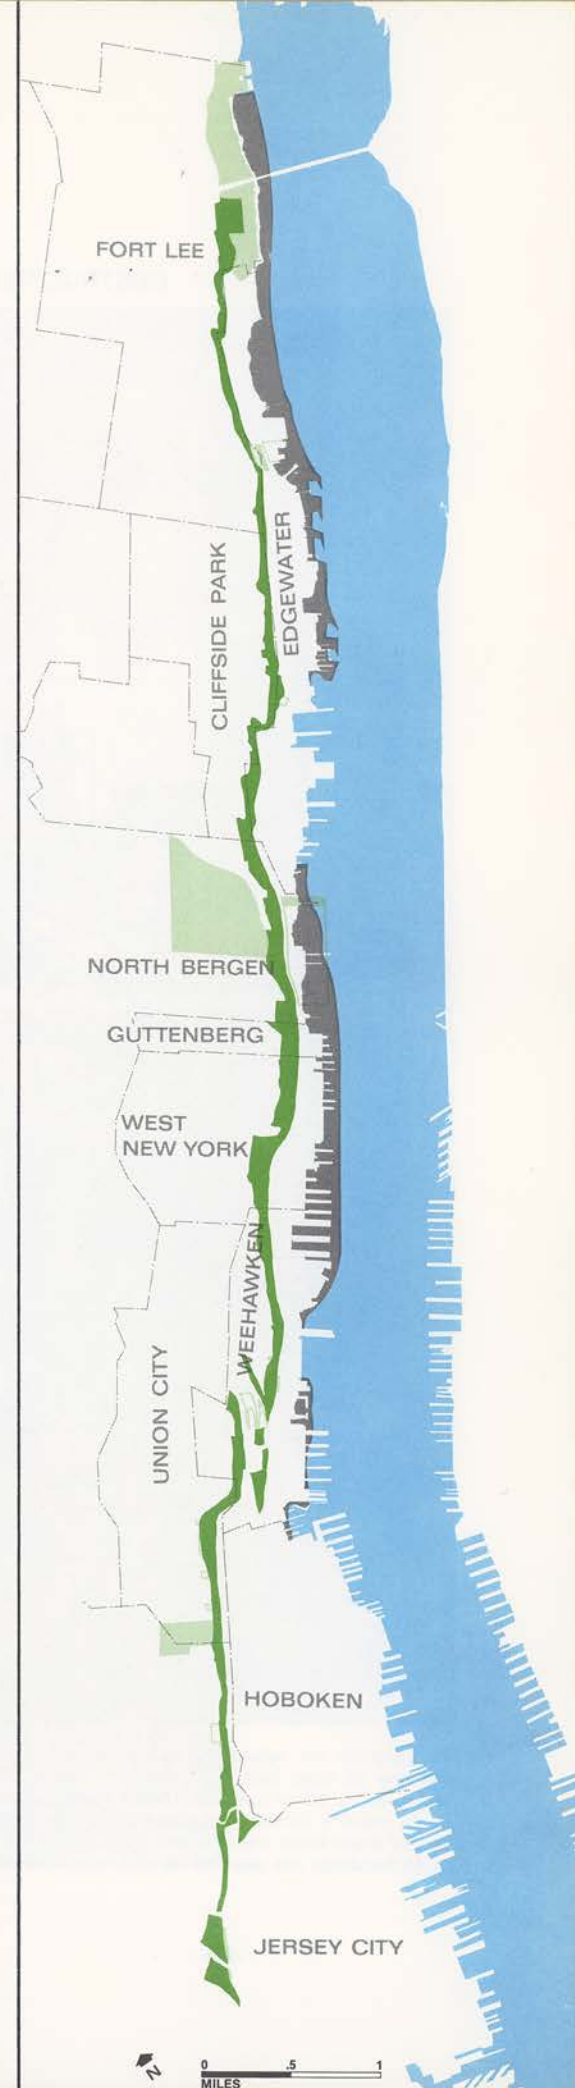 FORT LEE
EDGEWATER
CLIFFSIDE PARK
NORTH BERGEN
GUTTENBERG
WEST
NEW YORK
WEEHAWKEN
UNION CITY
HOBOKEN
JERSEY CITY
N
0 .5 1
MILES